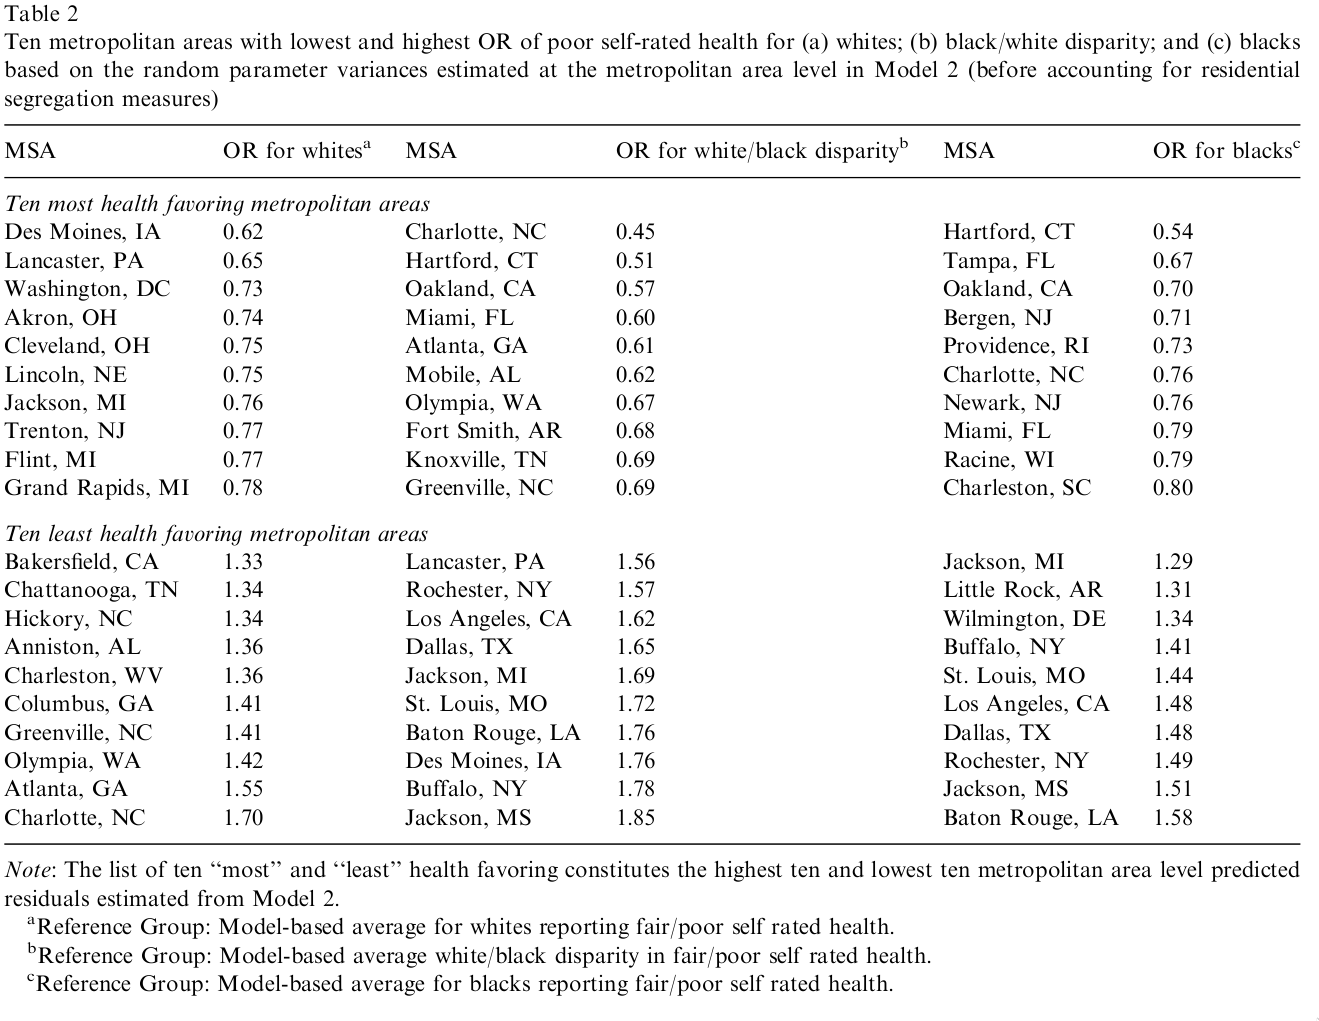 Table 2
Ten metropolitan areas with lowest and highest OR of poor self-rated health for (a) whites; (b) black/white disparity; and (c) blacks
based on the random parameter variances estimated at the metropolitan area level in Model 2 (before accounting for residential
segregation measures)
MSA OR for whitesa MSA OR for white/black disparityb MSA OR for blacksc
Ten most health favoring metropolitan areas
Des Moines, IA 0.62 Charlotte, NC 0.45 Hartford, CT 0.54
Lancaster, PA 0.65 Hartford, CT 0.51 Tampa, FL 0.67
Washington, DC 0.73 Oakland, CA 0.57 Oakland, CA 0.70
Akron, OH 0.74 Miami, FL 0.60 Bergen, NJ 0.71
Cleveland, OH 0.75 Atlanta, GA 0.61 Providence, RI 0.73
Lincoln, NE 0.75 Mobile, AL 0.62 Charlotte, NC 0.76
Jackson, MI 0.76 Olympia, WA 0.67 Newark, NJ 0.76
Trenton, NJ 0.77 Fort Smith, AR 0.68 Miami, FL 0.79
Flint, MI 0.77 Knoxville, TN 0.69 Racine, WI 0.79
Grand Rapids, MI 0.78 Greenville, NC 0.69 Charleston, SC 0.80
Ten least health favoring metropolitan areas
Bakersfield, CA 1.33 Lancaster, PA 1.56 Jackson, MI 1.29
Chattanooga, TN 1.34 Rochester, NY 1.57 Little Rock, AR 1.31
Hickory, NC 1.34 Los Angeles, CA 1.62 Wilmington, DE 1.34
Anniston, AL 1.36 Dallas, TX 1.65 Buffalo, NY 1.41
Charleston, WV 1.36 Jackson, MI 1.69 St. Louis, MO 1.44
Columbus, GA 1.41 St. Louis, MO 1.72 Los Angeles, CA 1.48
Greenville, NC 1.41 Baton Rouge, LA 1.76 Dallas, TX 1.48
Olympia, WA 1.42 Des Moines, IA 1.76 Rochester, NY 1.49
Atlanta, GA 1.55 Buffalo, NY 1.78 Jackson, MS 1.51
Charlotte, NC 1.70 Jackson, MS 1.85 Baton Rouge, LA 1.58
Note: The list of ten “most” and “least” health favoring constitutes the highest ten and lowest ten metropolitan area level predicted
residuals estimated from Model 2.
aReference Group: Model-based average for whites reporting fair/poor self rated health.
bReference Group: Model-based average white/black disparity in fair/poor self rated health.
cReference Group: Model-based average for blacks reporting fair/poor self rated health.